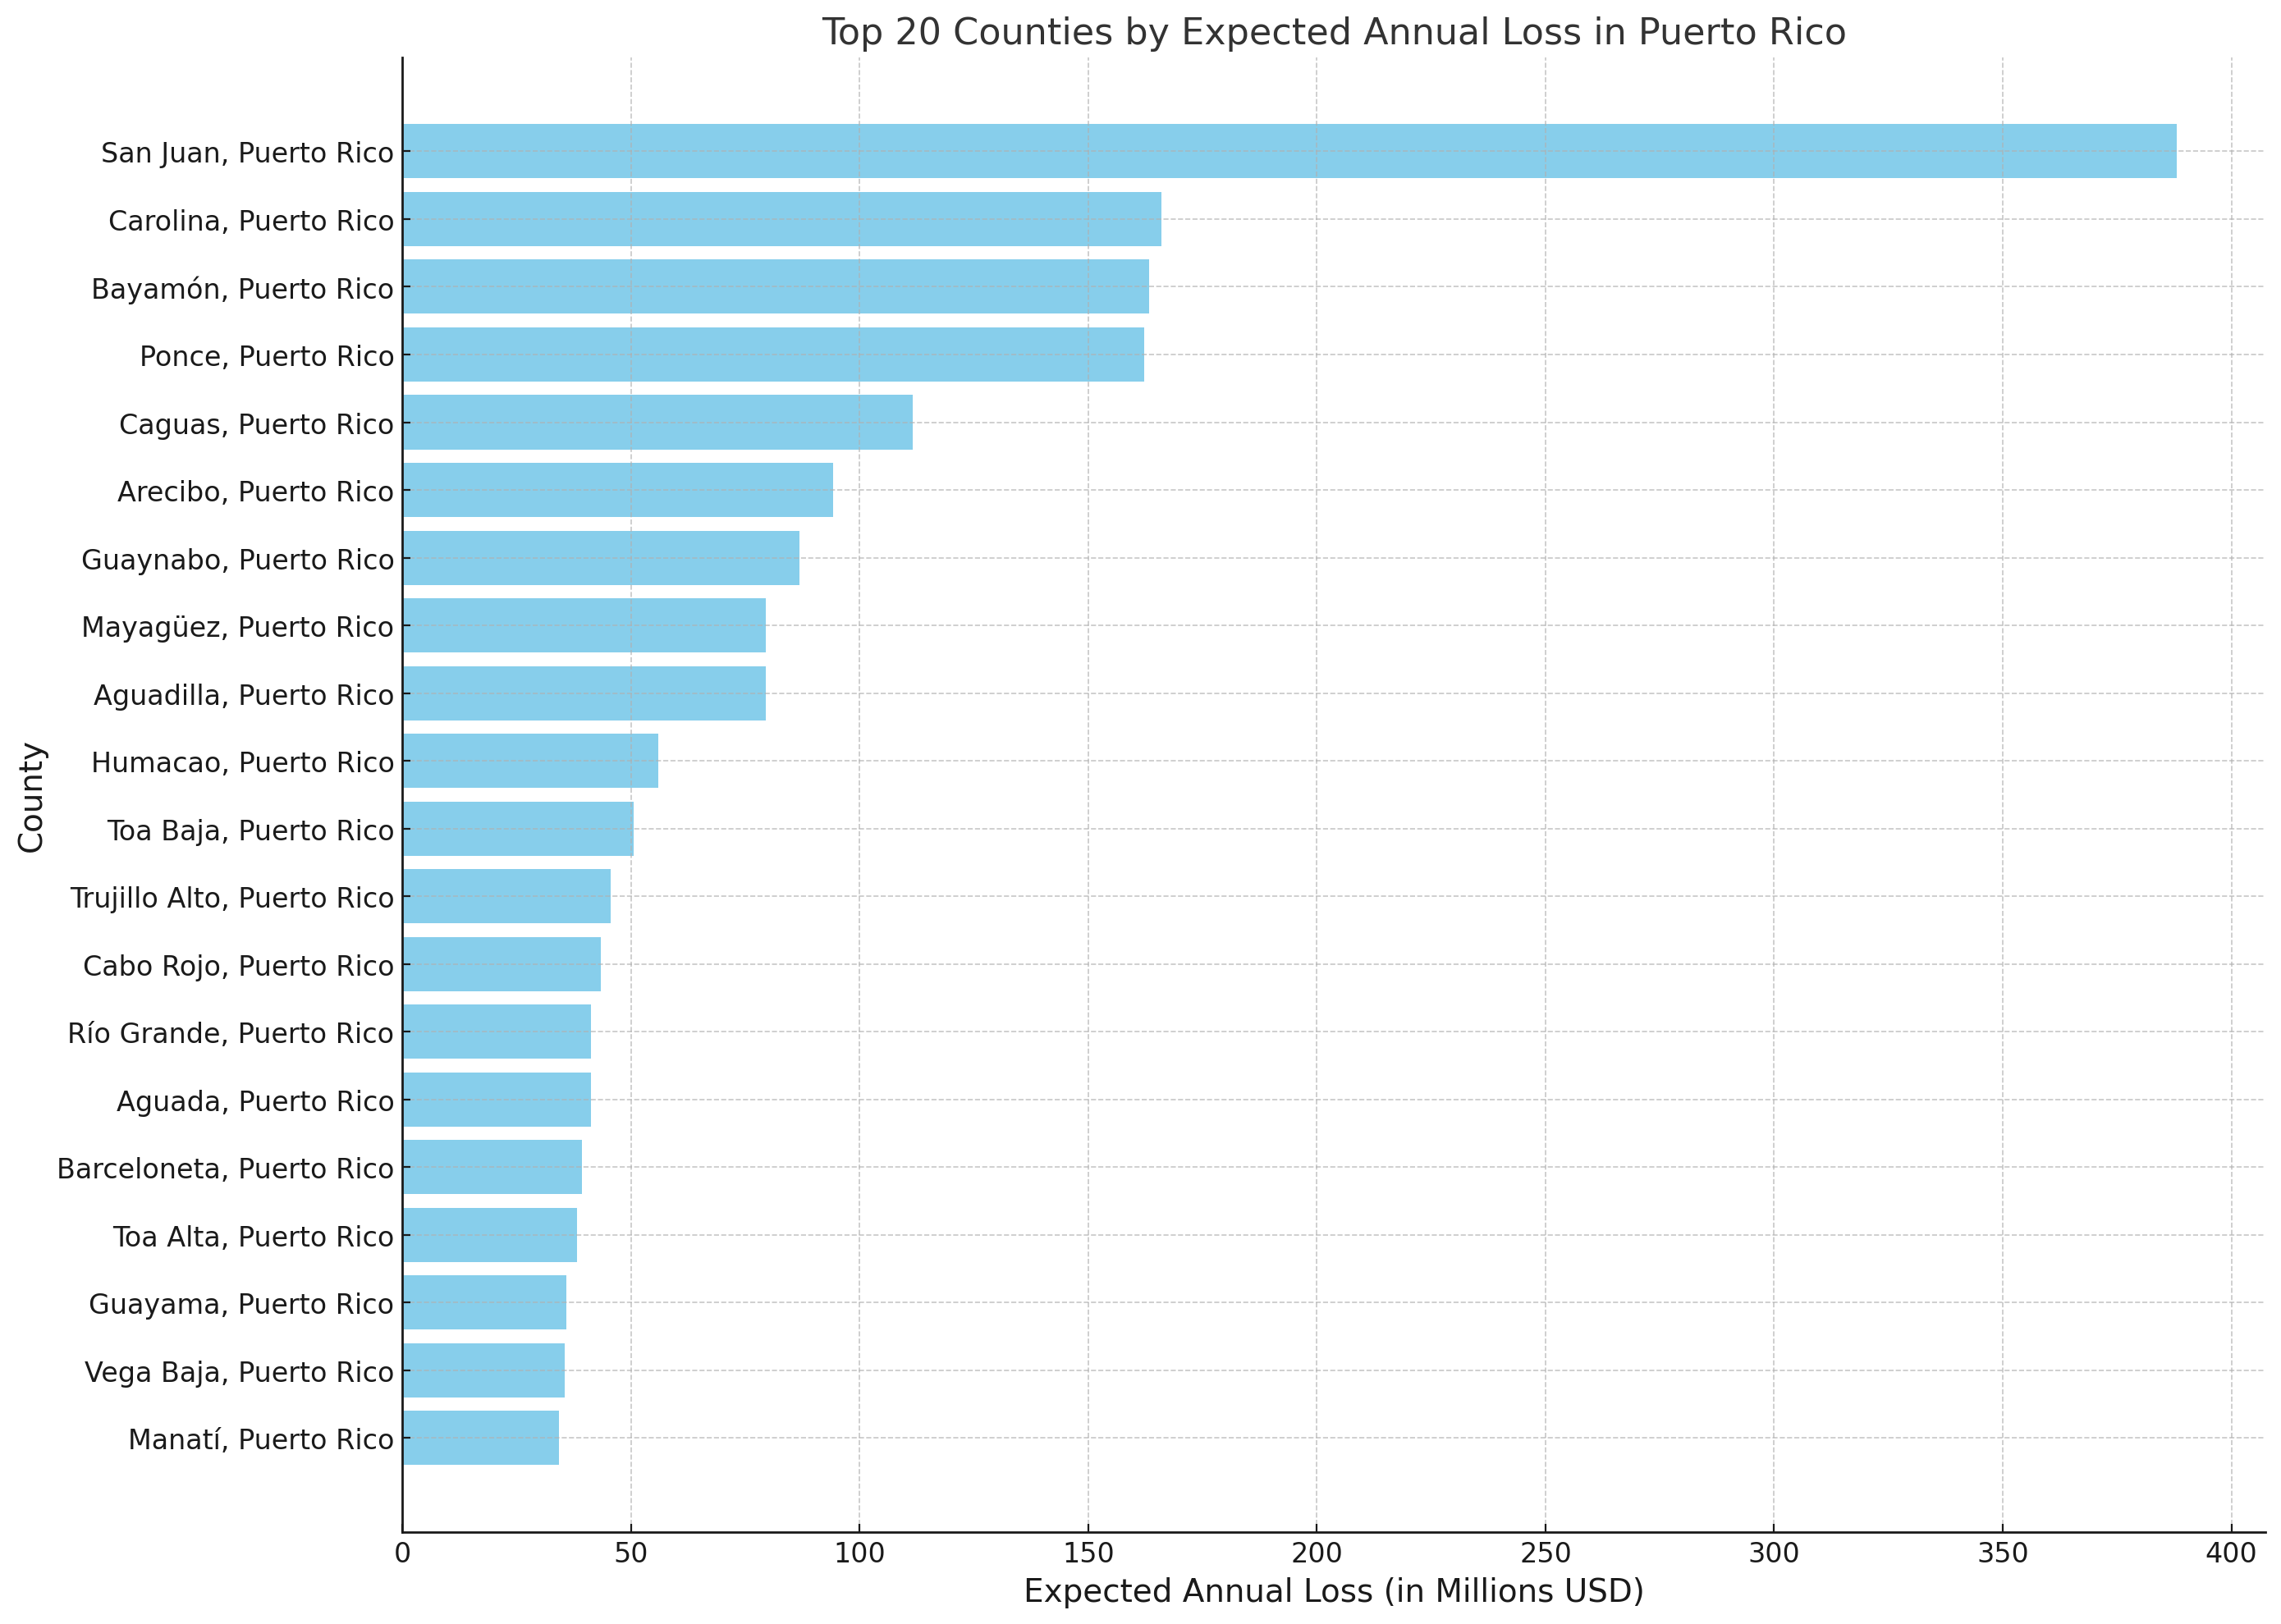 Top 20 Counties by Expected Annual Loss in Puerto Rico
County
San Juan, Puerto Rico
Carolina, Puerto Rico
Bayamón, Puerto Rico
Ponce, Puerto Rico
Caguas, Puerto Rico
Arecibo, Puerto Rico
Guaynabo, Puerto Rico
Mayagüez, Puerto Rico
Aguadilla, Puerto Rico
Humacao, Puerto Rico
Toa Baja, Puerto Rico
Trujillo Alto, Puerto Rico
Cabo Rojo, Puerto Rico
Río Grande, Puerto Rico
Aguada, Puerto Rico
Barceloneta, Puerto Rico
Toa Alta, Puerto Rico
Guayama, Puerto Rico
Vega Baja, Puerto Rico
Manatí, Puerto Rico
0 50 100 150 200 250 300 350 400
Expected Annual Loss (in Millions USD)